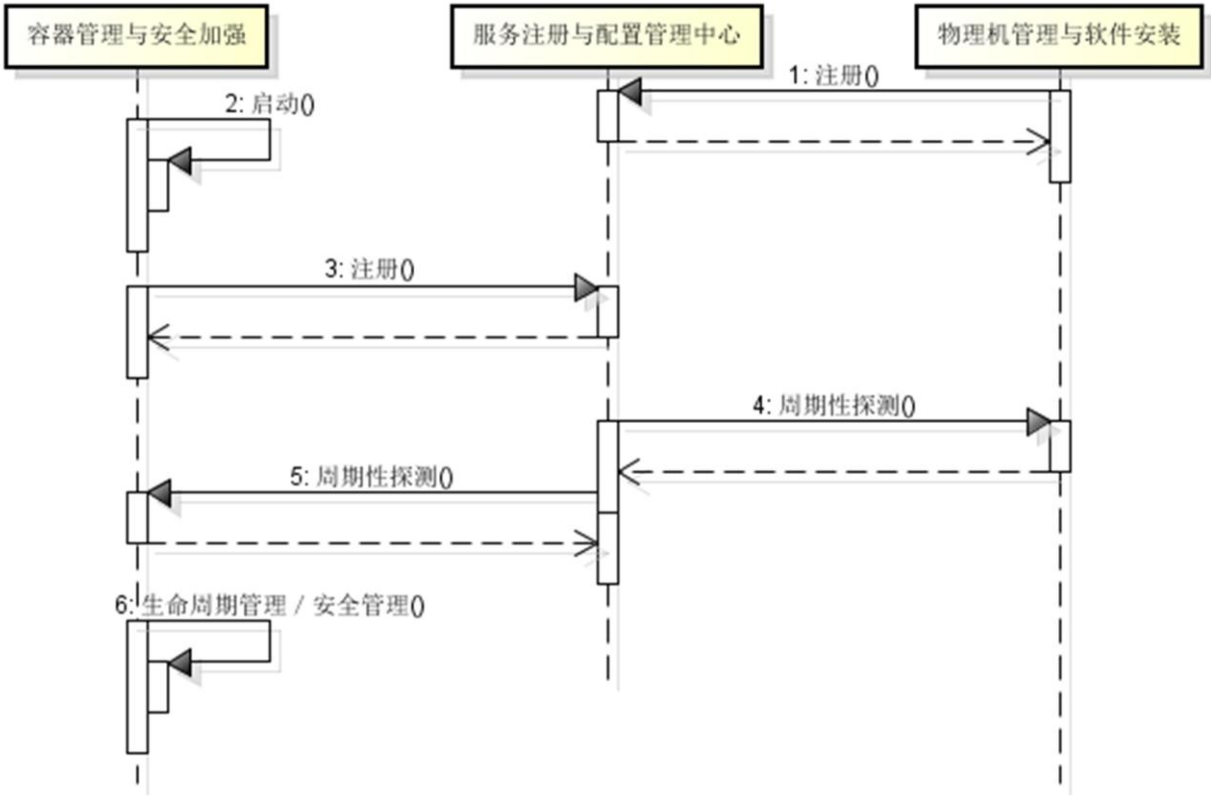 容器管理与安全加强
服务注册与配置管理中心
物理机管理与软件安装
1: 注册()
2: 启动()
3: 注册()
4: 周期性探测()
5: 周期性探测()
6: 生命周期管理 / 安全管理()